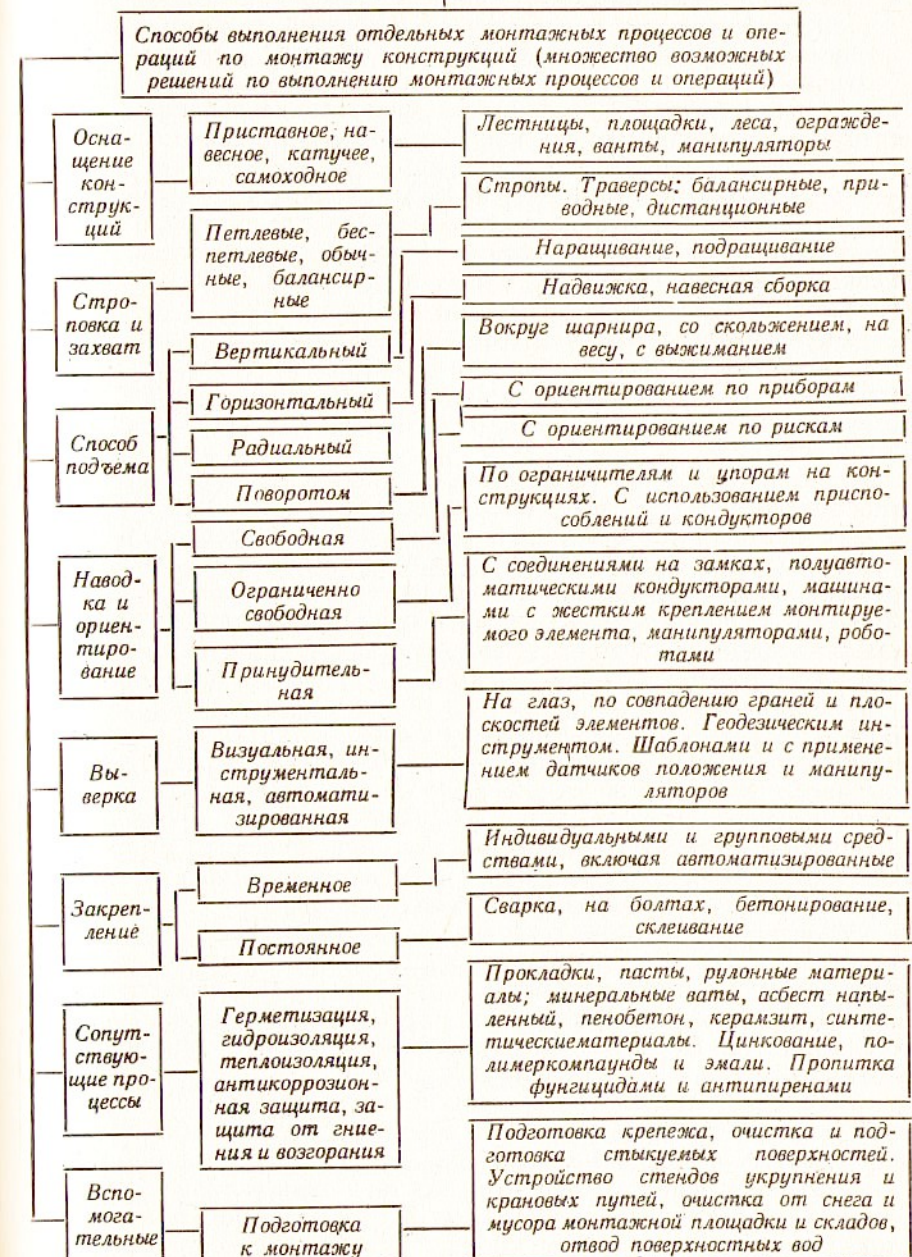 Способы выполнения отдельных монтажных процессов и опе-
раций по монтажу конструкций (множество возможных
решений по выполнению монтажных процессов и операций)
Осна-
щение
кон-
струк-
ций
Приставное, на-
весное, катучее,
самоходное
Лестницы, площадки, леса, огражде-
ния, ванты, манипуляторы
Стро-
повка и
захват
Петлевые, бес-
петлевые, обыч-
ные, балансир-
ные
Стропы. Траверсы: балансирные, при-
водные, дистанционные
Способ
подъема
Вертикальный
Наращивание, подращивание
Горизонтальный
Надвижка, навесная сборка
Радиальный
Поворотом
Вокруг шарнира, со скольжением, на
весу, с выжиманием
Навод-
ка и
ориен-
тиро-
вание
Свободная
С ориентированием по приборам
С ориентированием по рискам
Ограниченно
свободная
По ограничителям и упорам на кон-
струкциях. С использованием приспо-
соблений и кондукторов
Принудитель-
ная
С соединениями на замках, полуавто-
матическими кондукторами, машина-
ми с жестким креплением монтируе-
мого элемента, манипуляторами, робо-
тами
Вы-
верка
Визуальная, ин-
струменталь-
ная, автомати-
зированная
На глаз, по совпадению граней и пло-
скостей элементов. Геодезическим ин-
струментом. Шаблонами и с примене-
нием датчиков положения и манипу-
ляторов
Закреп-
ление
Временное
Индивидуальными и групповыми сред-
ствами, включая автоматизированные
Постоянное
Сварка, на болтах, бетонирование,
склеивание
Сопут-
ствую-
щие про-
цессы
Герметизация,
гидроизоляция,
теплоизоляция,
антикоррозион-
ная защита, за-
щита от гние-
ния и возгорания
Прокладки, пасты, рулонные матери-
алы; минеральные ваты, асбест напы-
ленный, пенобетон, керамзит, синте-
тическиематериалы. Цинкование, по-
лимеркомпаунды и эмали. Пропитка
фунгицидами и антипиренами
Вспо-
мога-
тельные
Подготовка
к монтажу
Подготовка крепежа, очистка и под-
готовка стыкуемых поверхностей.
Устройство стендов укрупнения и
крановых путей, очистка от снега и
мусора монтажной площадки и складов,
отвод поверхностных вод